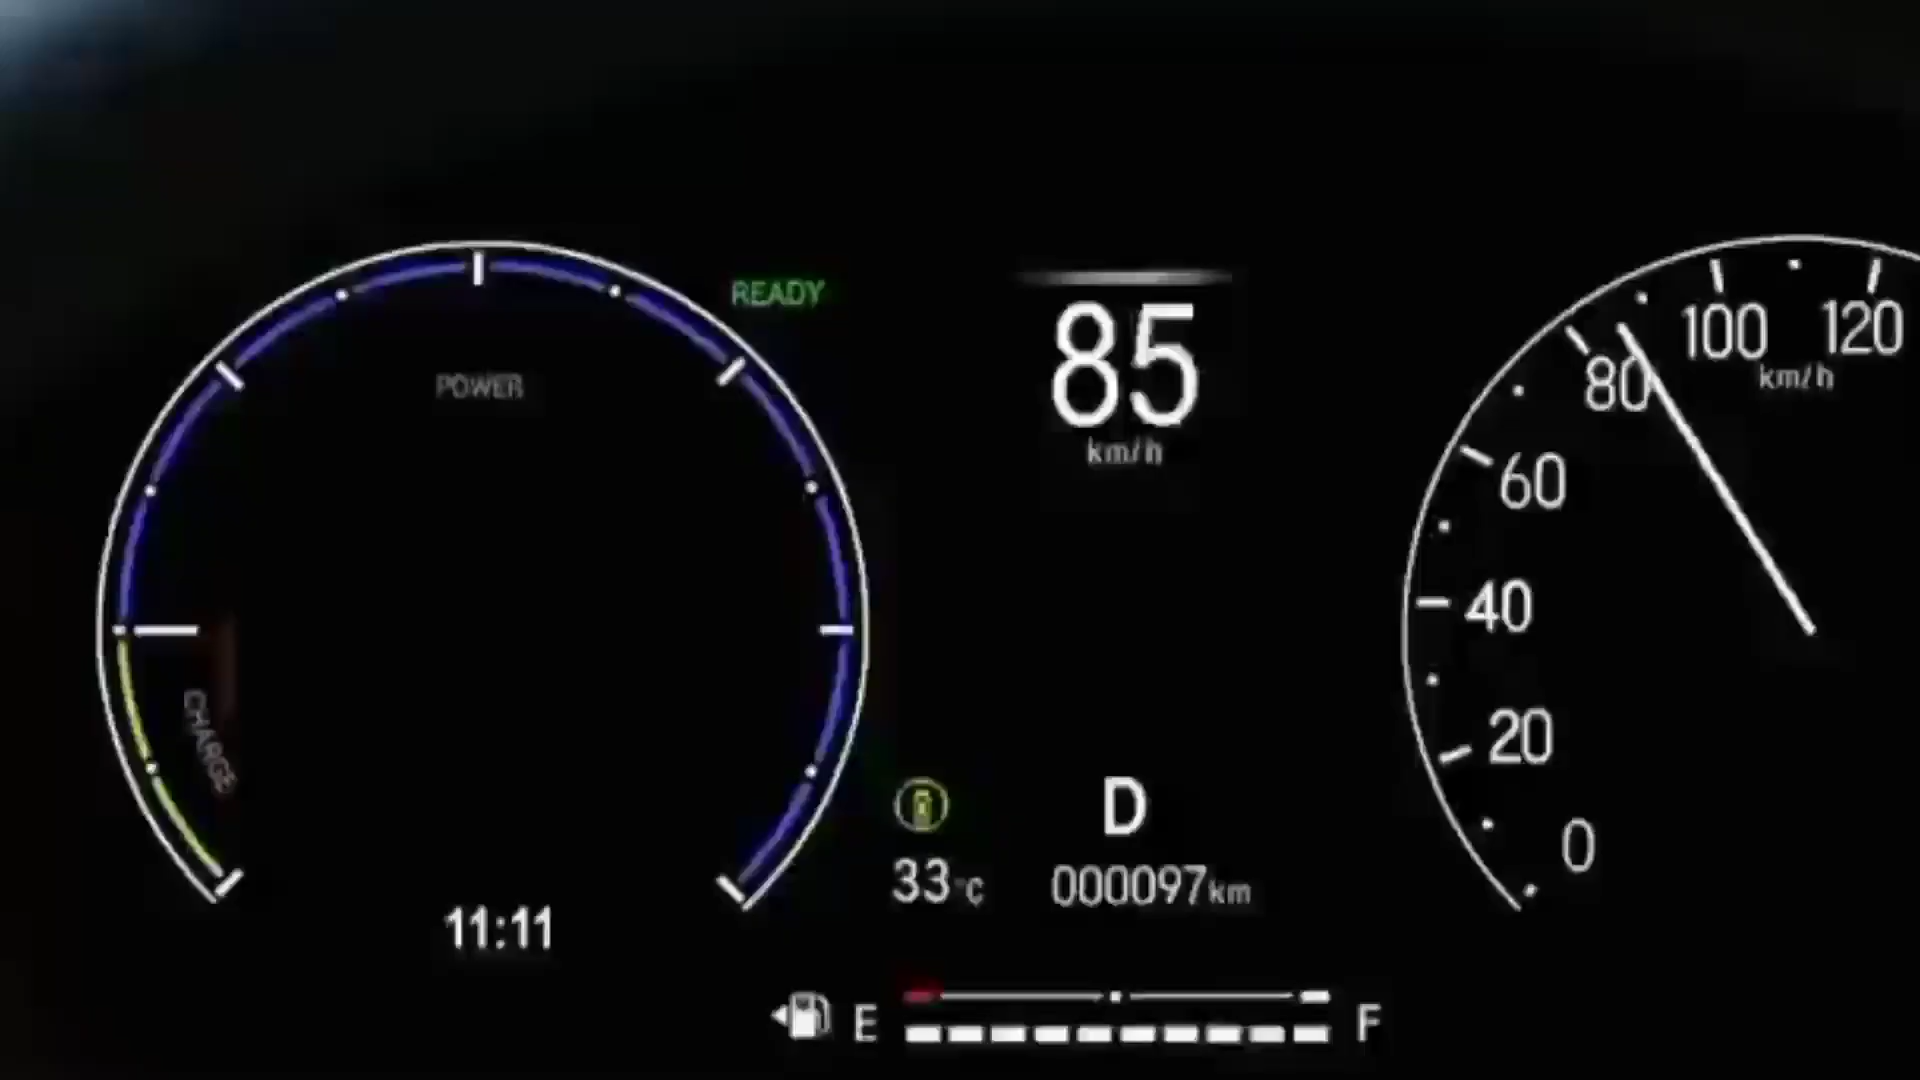 READY
85
km/h
POWER
100 120
km/h
80
60
40
20
0
CHARGE
D
33°C
000097km
11:11
E F